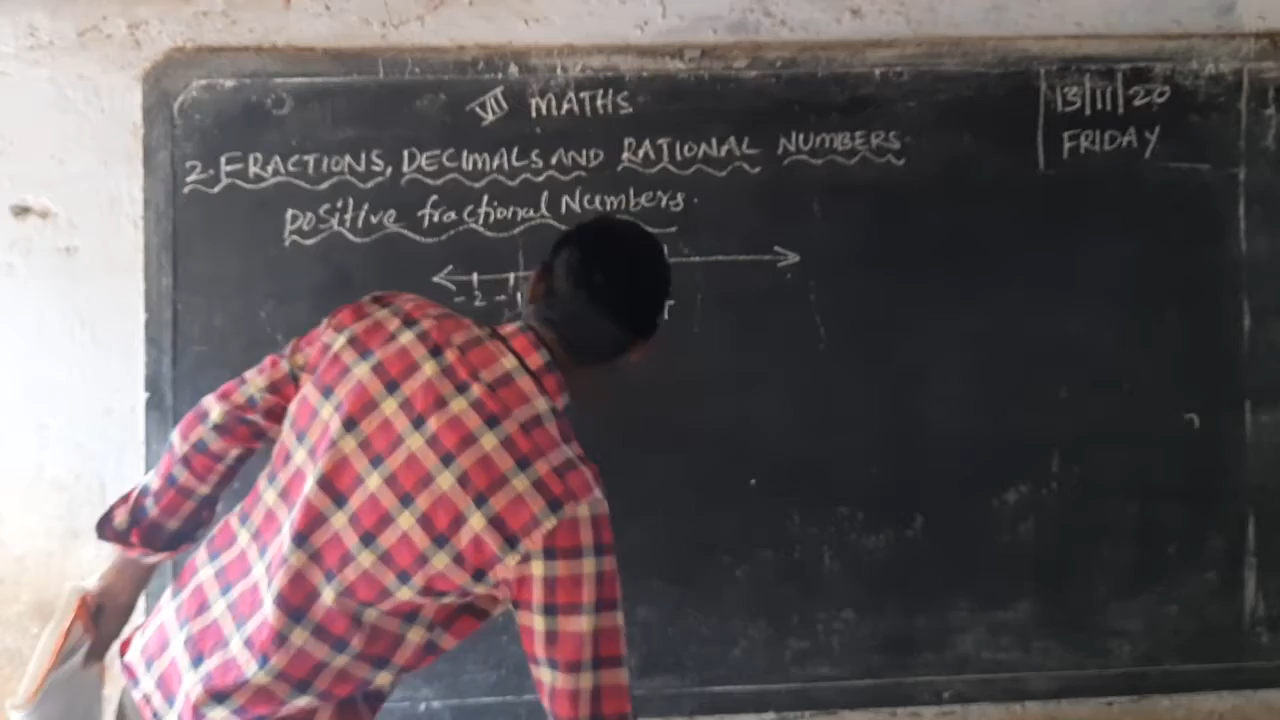 VII MATHS
13/11/20
FRIDAY
2. FRACTIONS, DECIMALS AND RATIONAL NUMBERS.
Positive fractional Numbers.
-2 -1